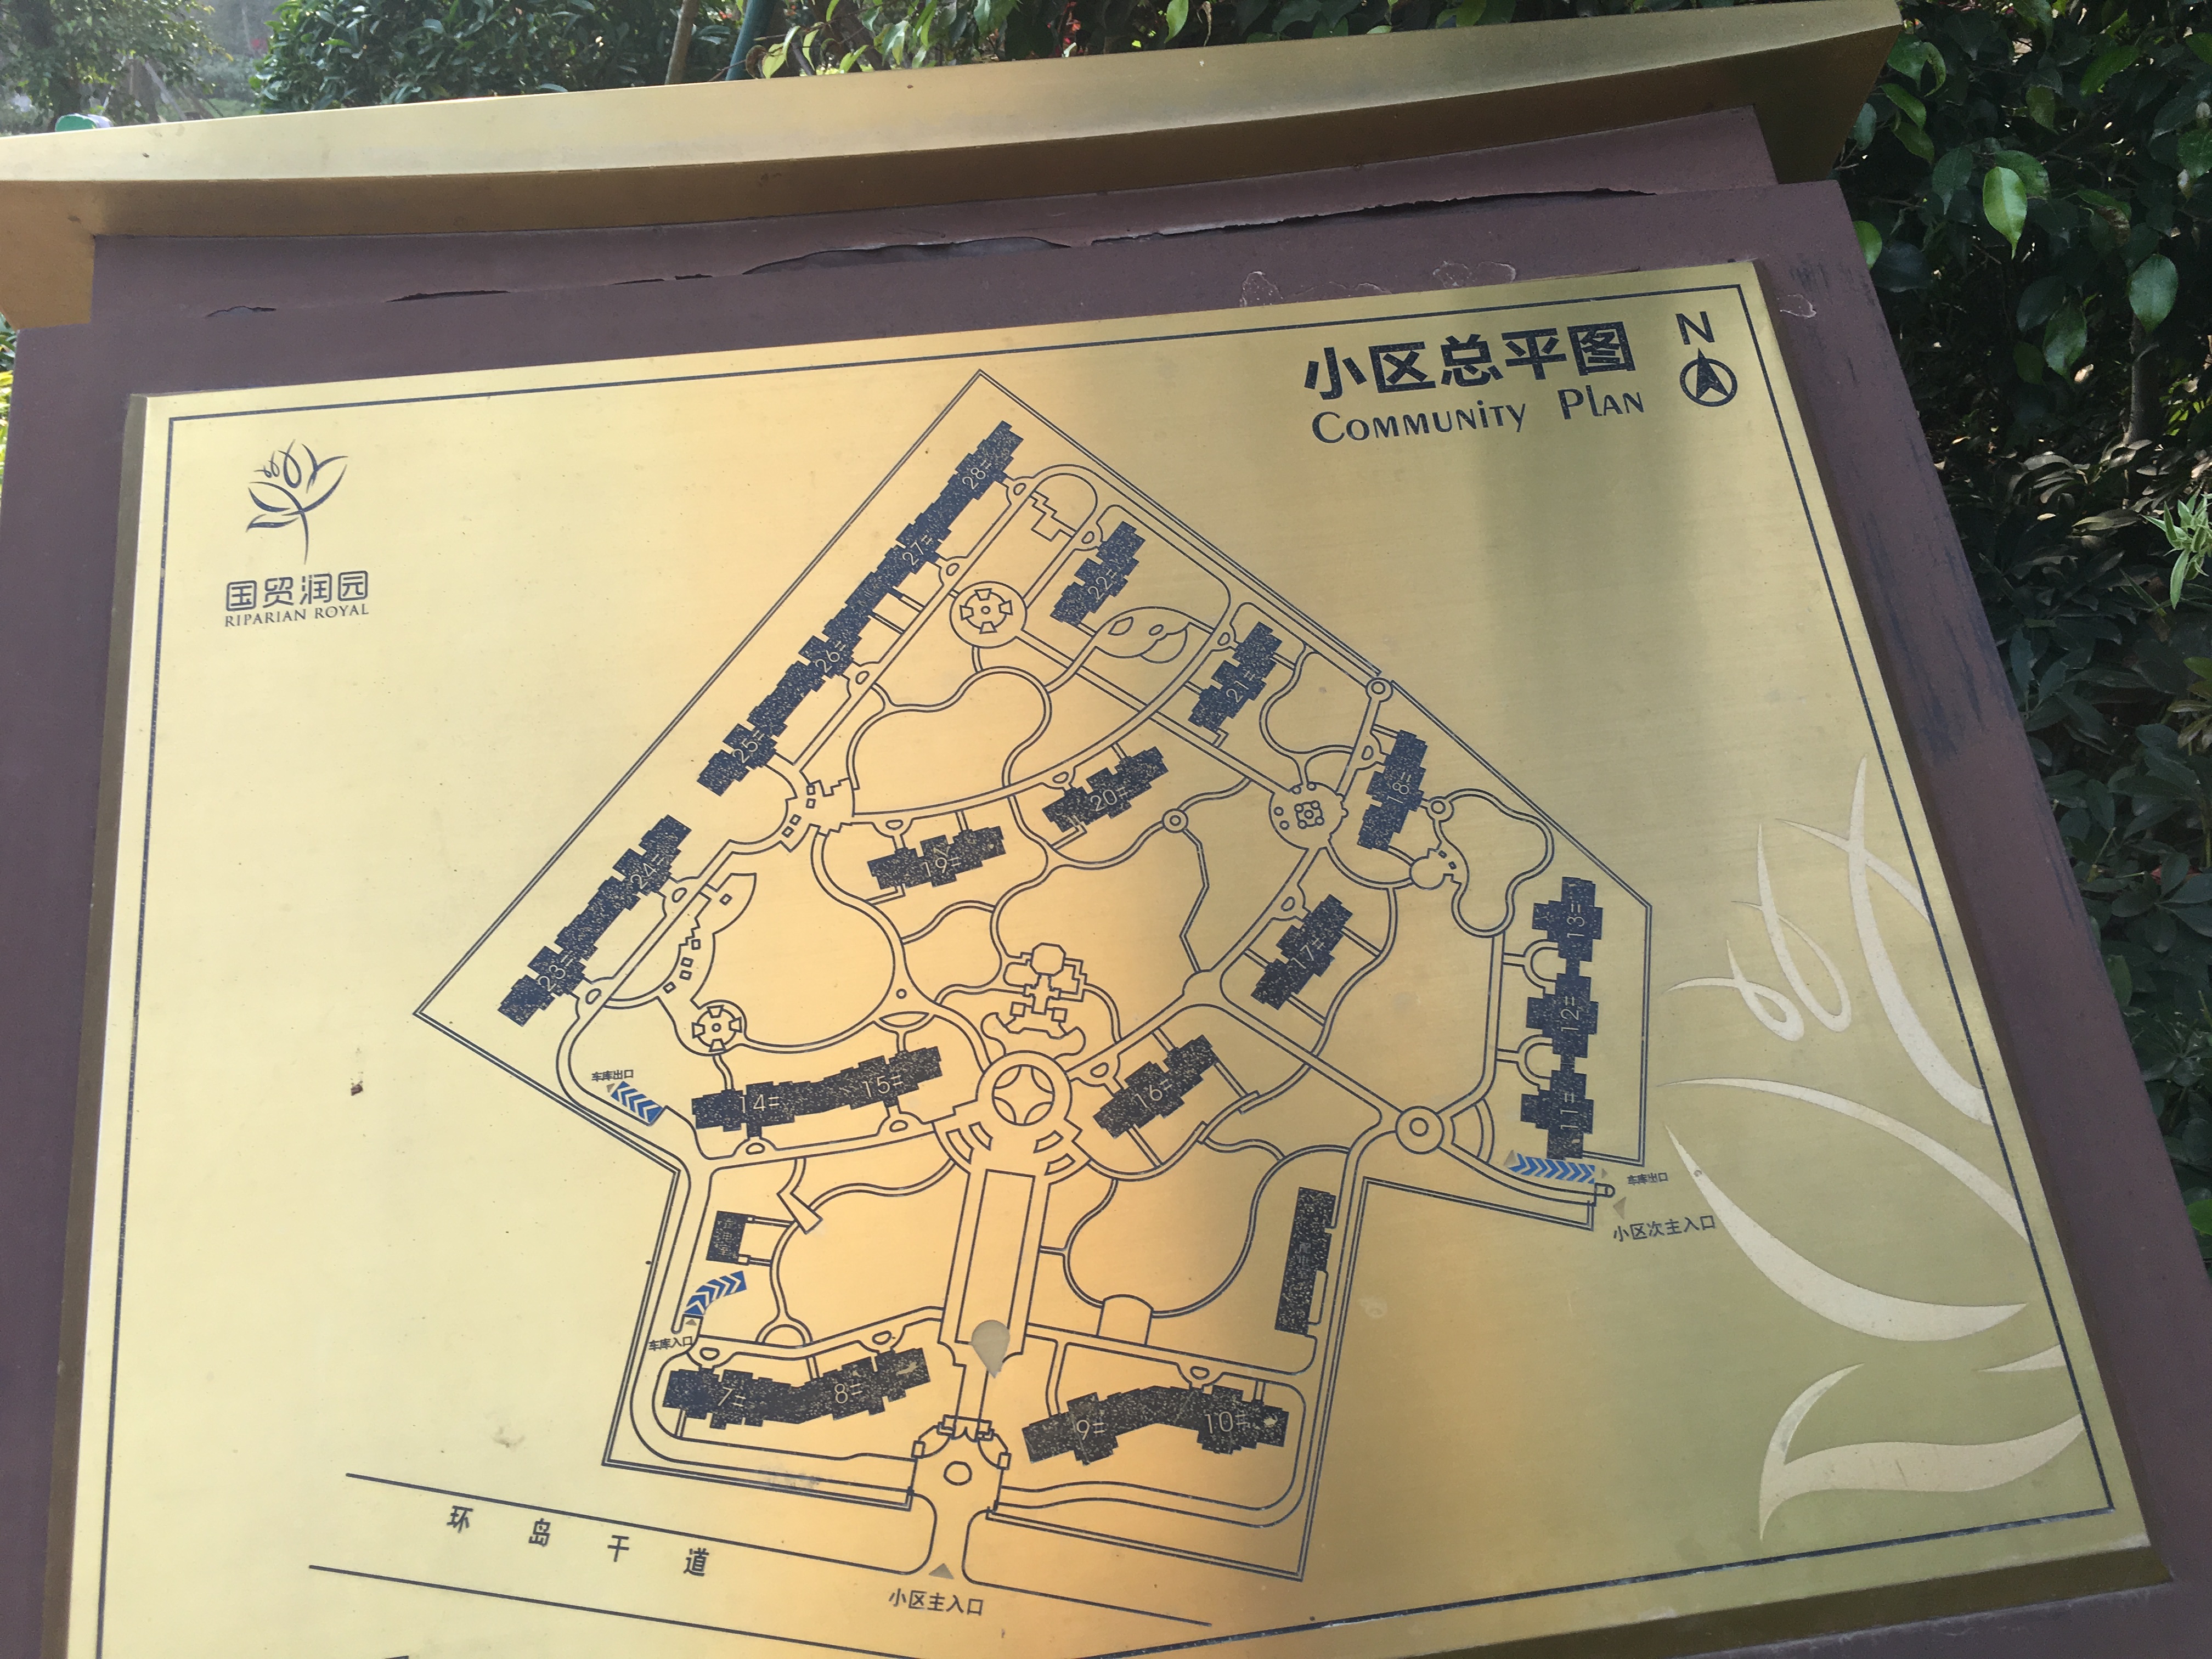 小区总平图
COMMUNITY PLAN
N
国贸润园
RIPARIAN ROYAL
28#
27#
22#
26#
21#
25#
18#
20#
24#
19#
13#
17#
23#
12#
车库出口
14#
15#
16#
11#
车库出口
小区次主入口
车库入口
7#
8#
9#
10#
环岛干道
小区主入口